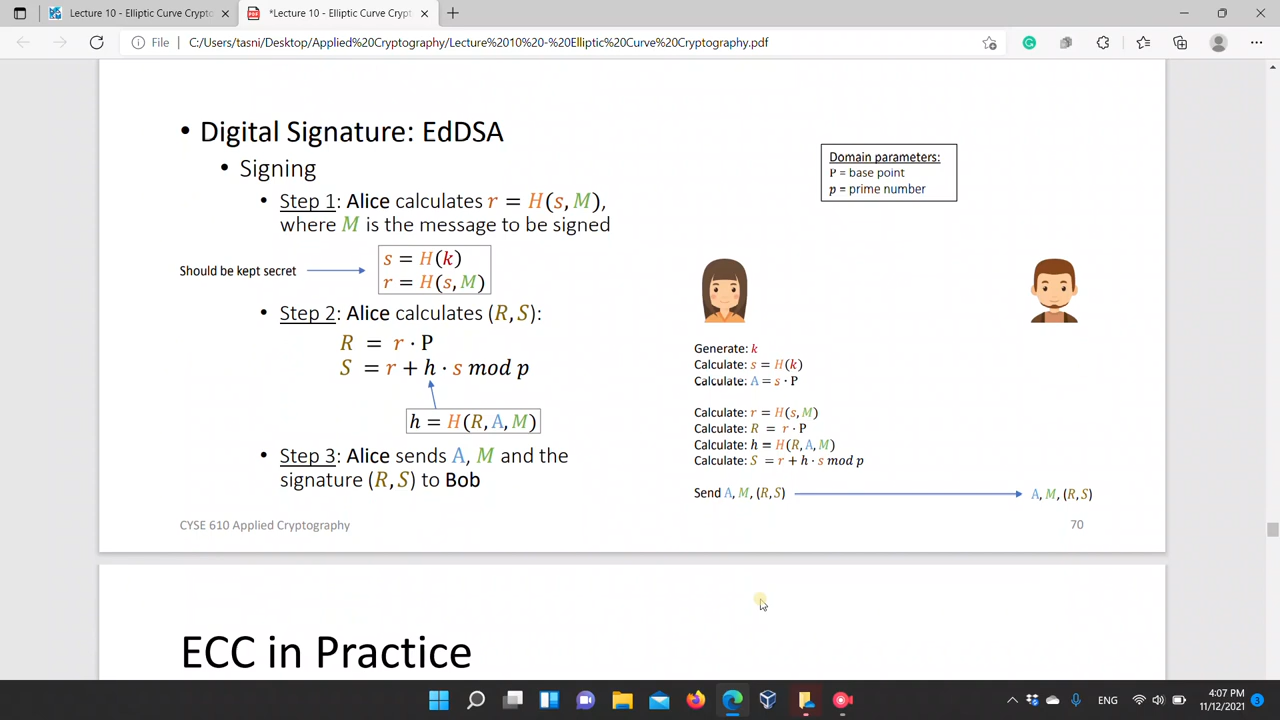 Lecture 10 - Elliptic Curve Crypto
*Lecture 10 - Elliptic Curve Crypt
File
C:/Users/tasni/Desktop/Applied%20Cryptography/Lecture%2010%20-%20Elliptic%20Curve%20Cryptography.pdf
• Digital Signature: EdDSA
• Signing
• Step 1: Alice calculates r = H(s, M),
where M is the message to be signed
Should be kept secret
s = H(k)
r = H(s, M)
• Step 2: Alice calculates (R, S):
R = r · P
S = r + h · s mod p
h = H(R, A, M)
• Step 3: Alice sends A, M and the
signature (R, S) to Bob
Domain parameters:
P = base point
p = prime number
Generate: k
Calculate: s = H(k)
Calculate: A = s · P
Calculate: r = H(s, M)
Calculate: R = r · P
Calculate: h = H(R, A, M)
Calculate: S = r + h · s mod p
Send A, M, (R, S)
A, M, (R, S)
CYSE 610 Applied Cryptography
70
ECC in Practice
ENG
4:07 PM
11/12/2021
3